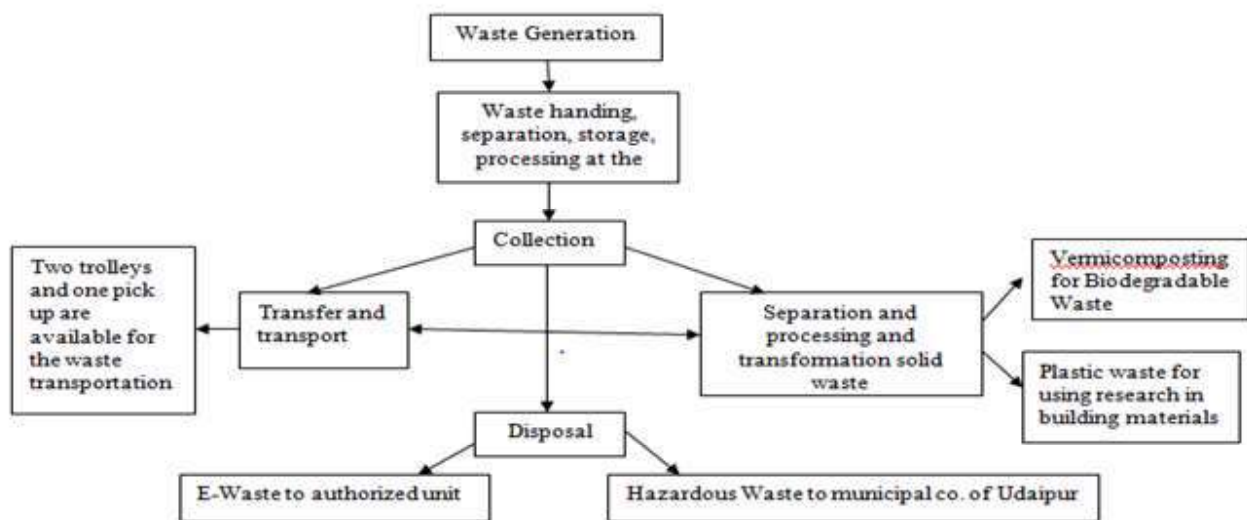 Waste Generation
Waste handing,
separation, storage,
processing at the
Collection
Two trolleys
and one pick
up are
available for
the waste
transportation
Transfer and
transport
Separation and
processing and
transformation solid
waste
Vermicomposting
for Biodegradable
Waste
Plastic waste for
using research in
building materials
Disposal
E-Waste to authorized unit
Hazardous Waste to municipal co. of Udaipur